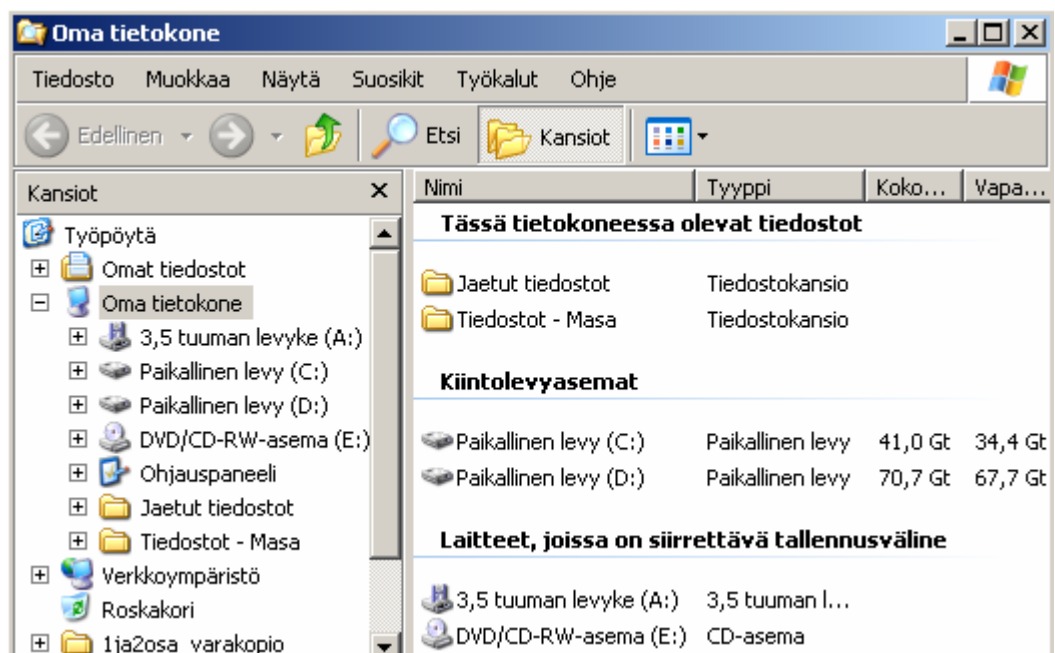 Oma tietokone
Tiedosto Muokkaa Näytä Suosikit Työkalut Ohje
Edellinen Etsi Kansiot
Kansiot
Työpöytä
Omat tiedostot
Oma tietokone
3,5 tuuman levyke (A:)
Paikallinen levy (C:)
Paikallinen levy (D:)
DVD/CD-RW-asema (E:)
Ohjauspaneeli
Jaetut tiedostot
Tiedostot - Masa
Verkkoympäristö
Roskakori
1ja2osa varakopio
Nimi Tyyppi Koko... Vapa...
Tässä tietokoneessa olevat tiedostot
Jaetut tiedostot Tiedostokansio
Tiedostot - Masa Tiedostokansio
Kiintolevyasemat
Paikallinen levy (C:) Paikallinen levy 41,0 Gt 34,4 Gt
Paikallinen levy (D:) Paikallinen levy 70,7 Gt 67,7 Gt
Laitteet, joissa on siirrettävä tallennusväline
3,5 tuuman levyke (A:) 3,5 tuuman l...
DVD/CD-RW-asema (E:) CD-asema